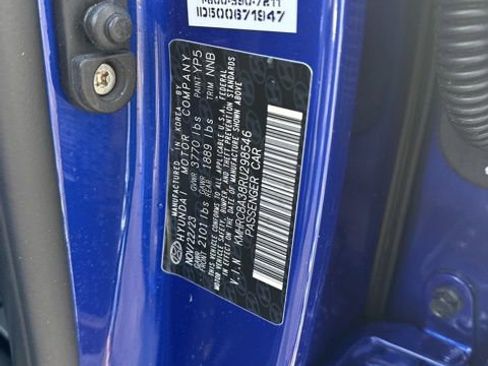 11D1500671947
MANUFACTURED IN KOREA BY
HYUNDAI MOTOR COMPANY
NOV/22/23 GVWR 3770 lbs PAINT YP5
GAWR FRONT 2101 lbs GAWR REAR 1889 lbs TRIM NNB
THIS VEHICLE CONFORMS TO ALL APPLICABLE U.S.A. FEDERAL
MOTOR VEHICLE SAFETY, BUMPER, AND THEFT PREVENTION STANDARDS
IN EFFECT ON THE DATE OF MANUFACTURE SHOWN ABOVE
V.I.N
PASSENGER CAR